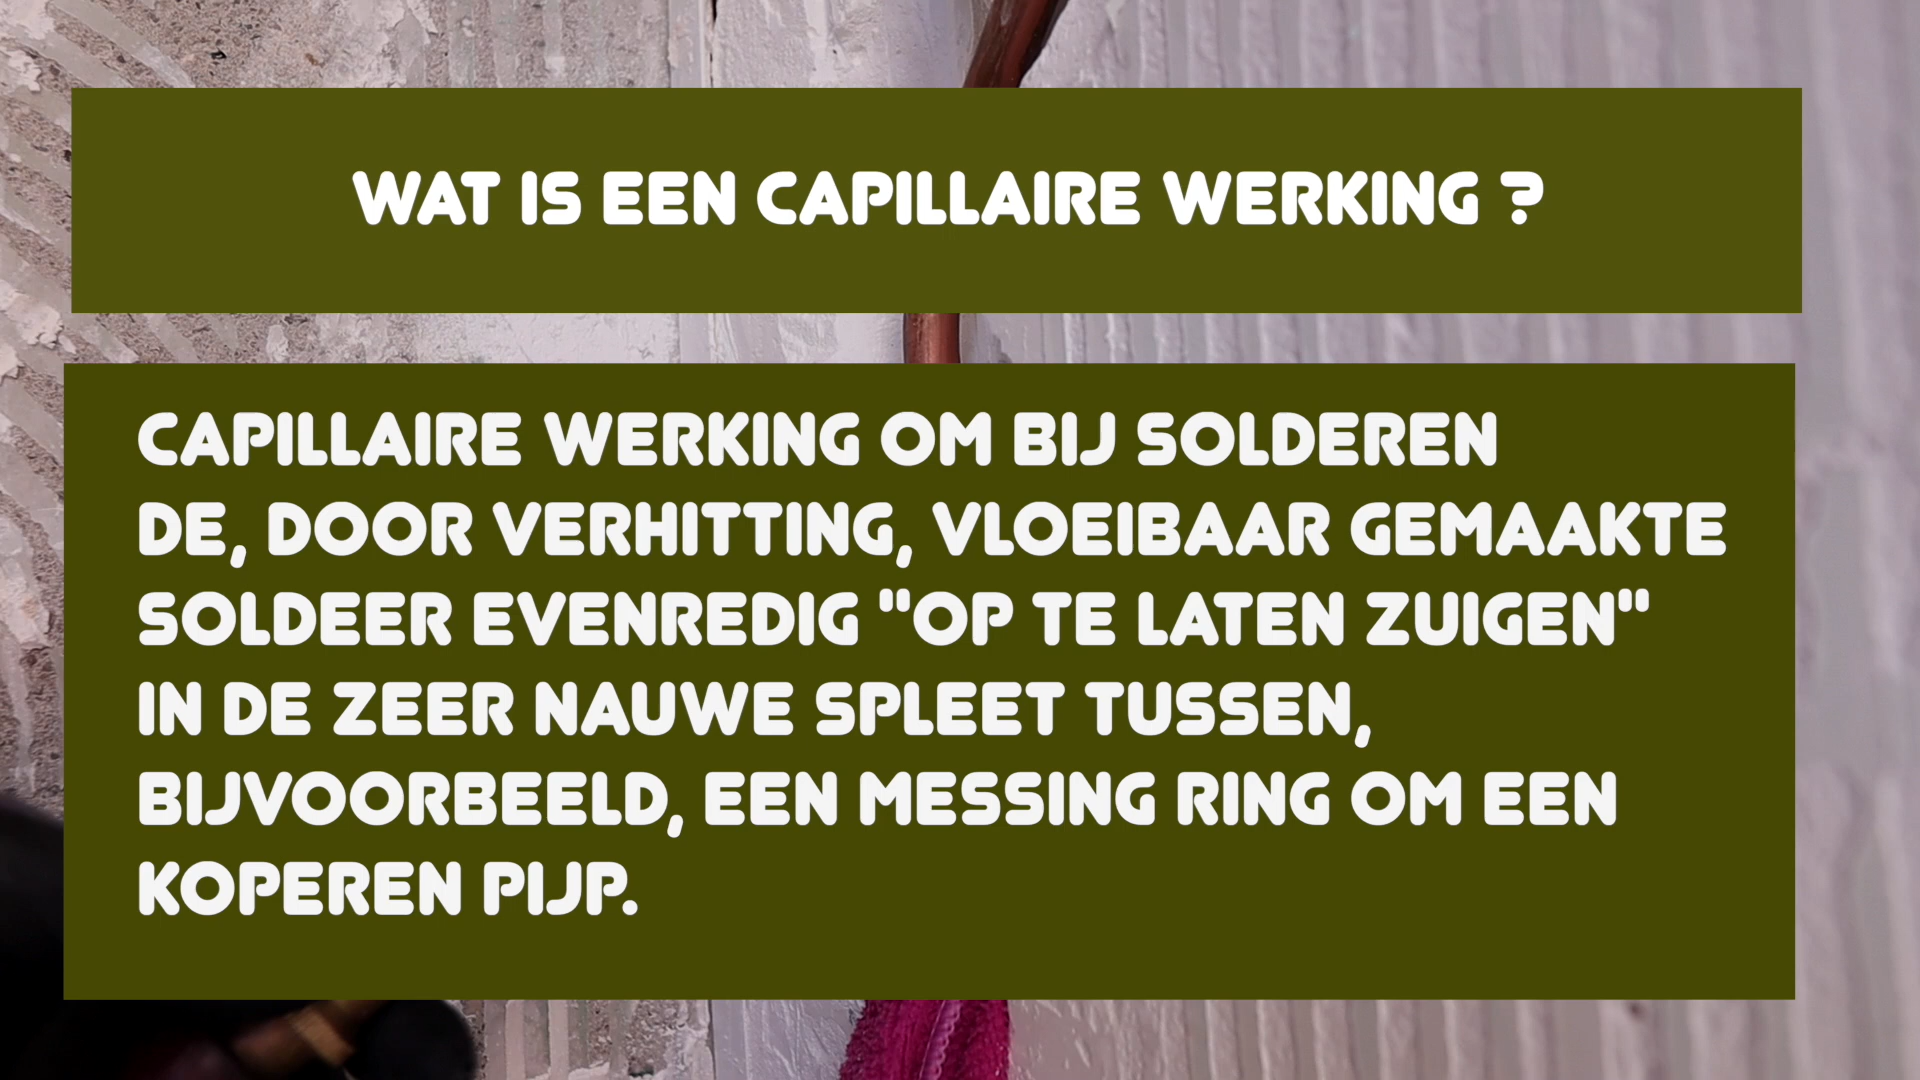 WAT IS EEN CAPILLAIRE WERKING ?
CAPILLAIRE WERKING OM BIJ SOLDEREN
DE, DOOR VERHITTING, VLOEIBAAR GEMAAKTE
SOLDEER EVENREDIG "OP TE LATEN ZUIGEN"
IN DE ZEER NAUWE SPLEET TUSSEN,
BIJVOORBEELD, EEN MESSING RING OM EEN
KOPEREN PIJP.